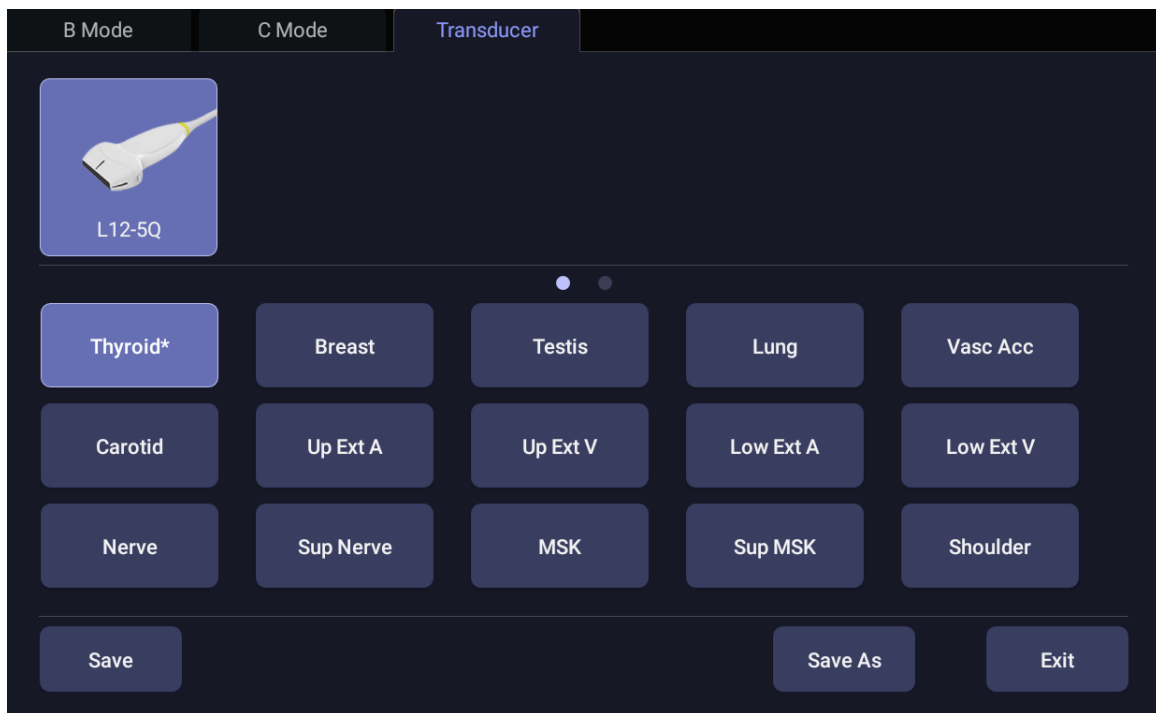 B Mode
C Mode
Transducer
L12-5Q
Thyroid*
Breast
Testis
Lung
Vasc Acc
Carotid
Up Ext A
Up Ext V
Low Ext A
Low Ext V
Nerve
Sup Nerve
MSK
Sup MSK
Shoulder
Save
Save As
Exit